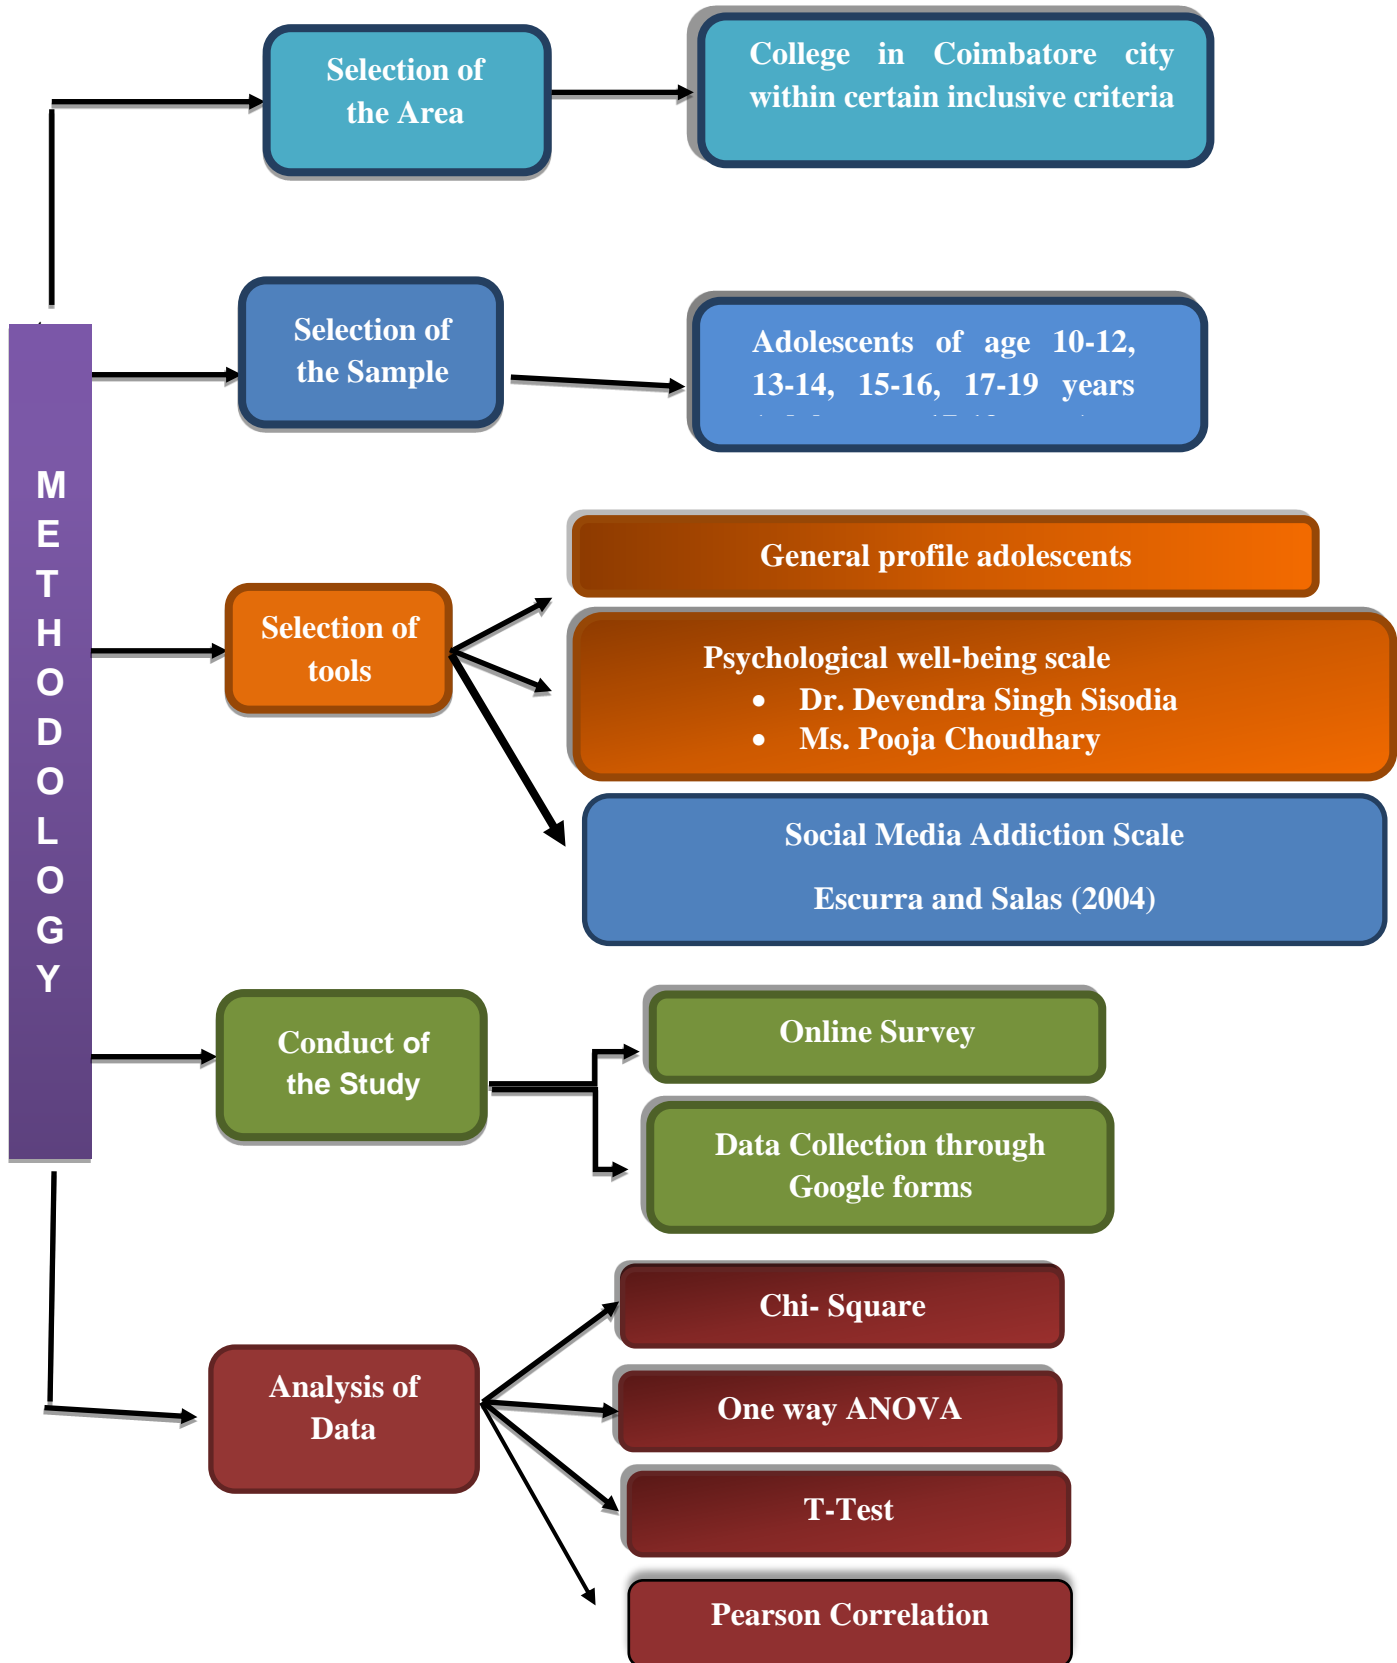 Selection of
the Area
College in Coimbatore city
within certain inclusive criteria
Selection of
the Sample
Adolescents of age 10-12,
13-14, 15-16, 17-19 years
METHODOLOGY
Selection of
tools
General profile adolescents
Psychological well-being scale
• Dr. Devendra Singh Sisodia
• Ms. Pooja Choudhary
Social Media Addiction Scale
Escurra and Salas (2004)
Conduct of
the Study
Online Survey
Data Collection through
Google forms
Analysis of
Data
Chi- Square
One way ANOVA
T-Test
Pearson Correlation